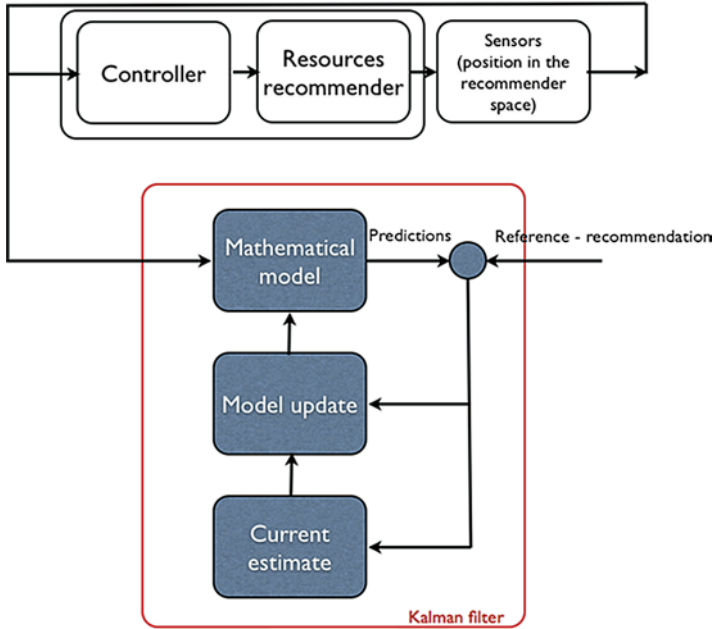 Controller
Resources
recommender
Sensors
(position in the
recommender
space)
Mathematical
model
Predictions
Reference - recommendation
Model update
Current
estimate
Kalman filter